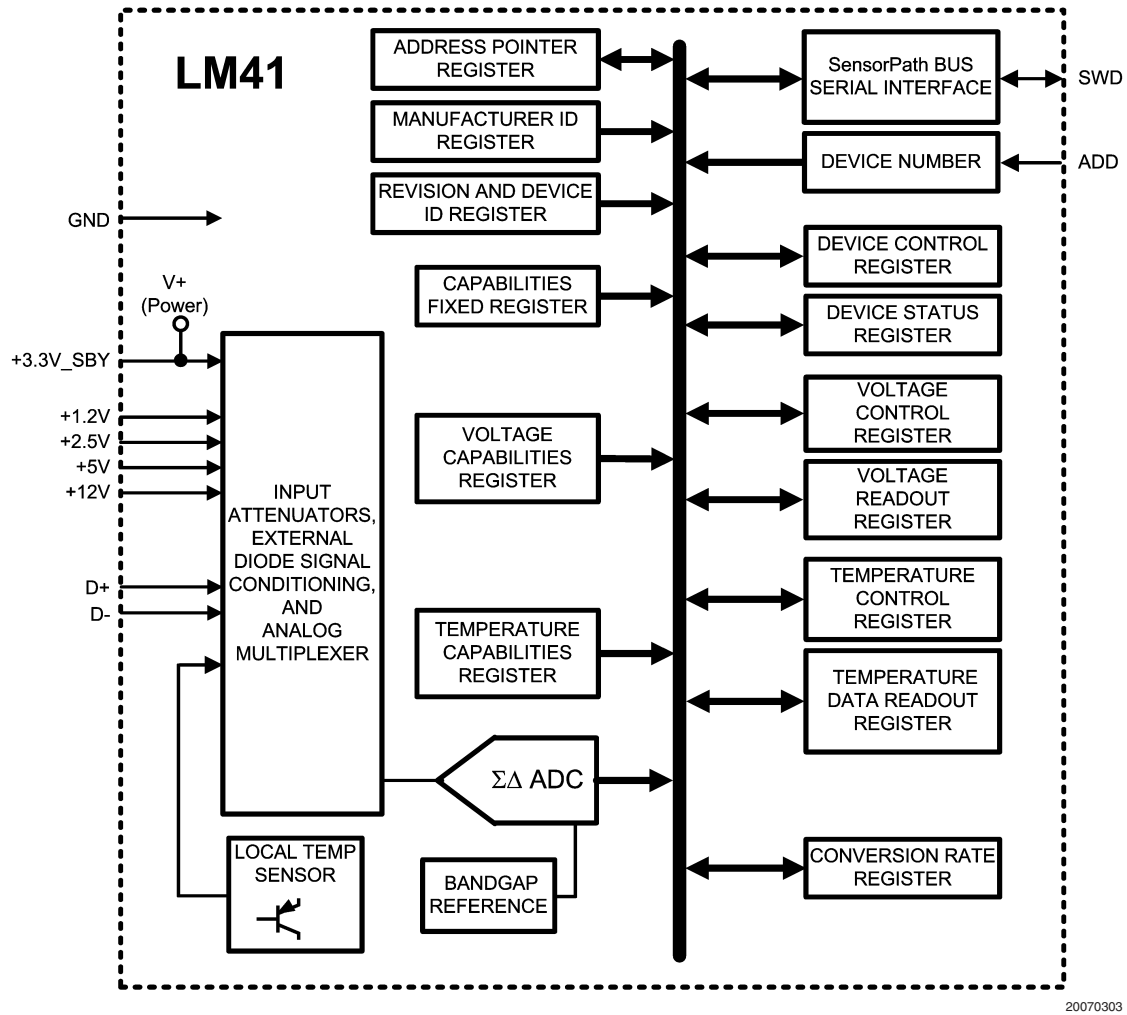 LM41
ADDRESS POINTER
REGISTER
MANUFACTURER ID
REGISTER
REVISION AND DEVICE
ID REGISTER
CAPABILITIES
FIXED REGISTER
VOLTAGE
CAPABILITIES
REGISTER
TEMPERATURE
CAPABILITIES
REGISTER
ΣΔ ADC
BANDGAP
REFERENCE
GND
V+
(Power)
+3.3V_SBY
+1.2V
+2.5V
+5V
+12V
D+
D-
INPUT
ATTENUATORS,
EXTERNAL
DIODE SIGNAL
CONDITIONING,
AND
ANALOG
MULTIPLEXER
LOCAL TEMP
SENSOR
SensorPath BUS
SERIAL INTERFACE
SWD
DEVICE NUMBER
ADD
DEVICE CONTROL
REGISTER
DEVICE STATUS
REGISTER
VOLTAGE
CONTROL
REGISTER
VOLTAGE
READOUT
REGISTER
TEMPERATURE
CONTROL
REGISTER
TEMPERATURE
DATA READOUT
REGISTER
CONVERSION RATE
REGISTER
20070303